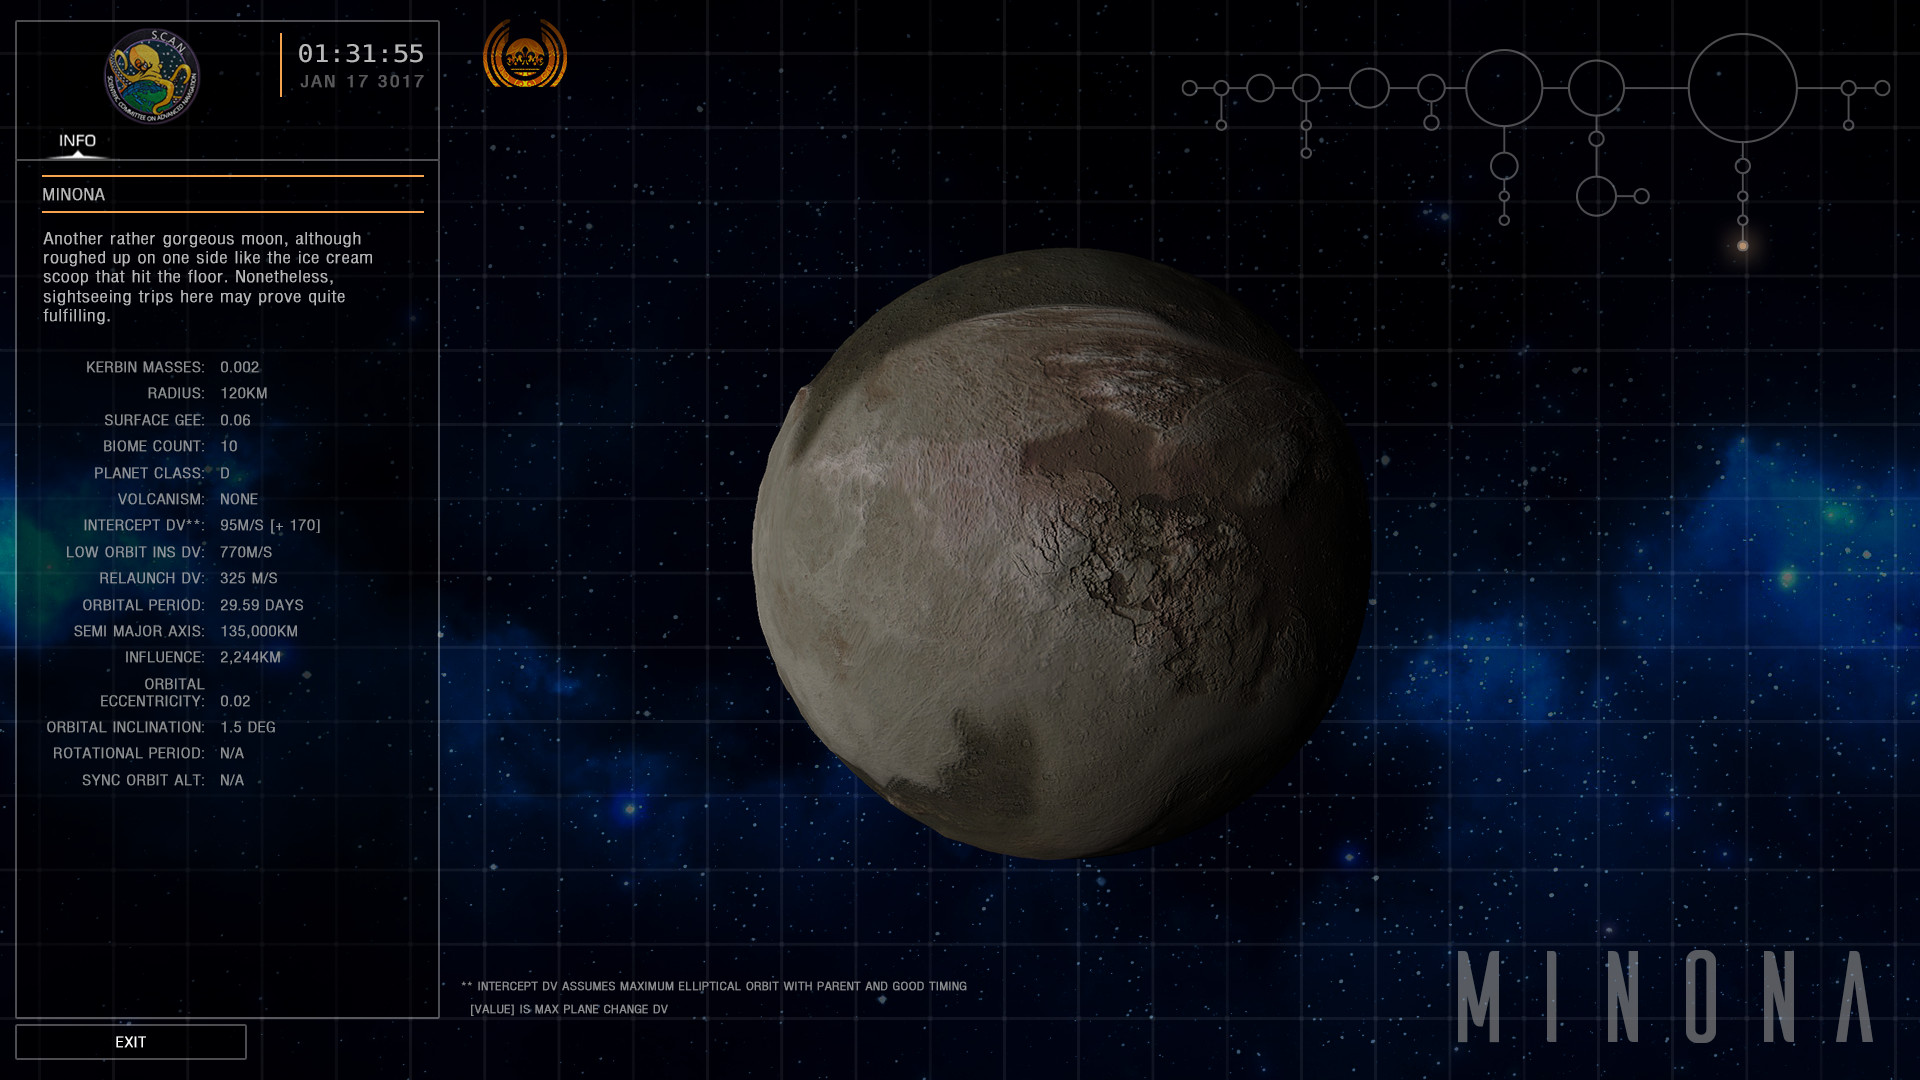 S.C.A.N.
SCIENTIFIC COMMITTEE ON ADVANCED NAVIGATION
01:31:55
JAN 17 3017
INFO
MINONA
Another rather gorgeous moon, although
roughed up on one side like the ice cream
scoop that hit the floor. Nonetheless,
sightseeing trips here may prove quite
fulfilling.
KERBIN MASSES: 0.002
RADIUS: 120KM
SURFACE GEE: 0.06
BIOME COUNT: 10
PLANET CLASS: D
VOLCANISM: NONE
INTERCEPT DV**: 95M/S [+ 170]
LOW ORBIT INS DV: 770M/S
RELAUNCH DV: 325 M/S
ORBITAL PERIOD: 29.59 DAYS
SEMI MAJOR AXIS: 135,000KM
INFLUENCE: 2,244KM
ORBITAL
ECCENTRICITY: 0.02
ORBITAL INCLINATION: 1.5 DEG
ROTATIONAL PERIOD: N/A
SYNC ORBIT ALT: N/A
** INTERCEPT DV ASSUMES MAXIMUM ELLIPTICAL ORBIT WITH PARENT AND GOOD TIMING
[VALUE] IS MAX PLANE CHANGE DV
MINONA
EXIT